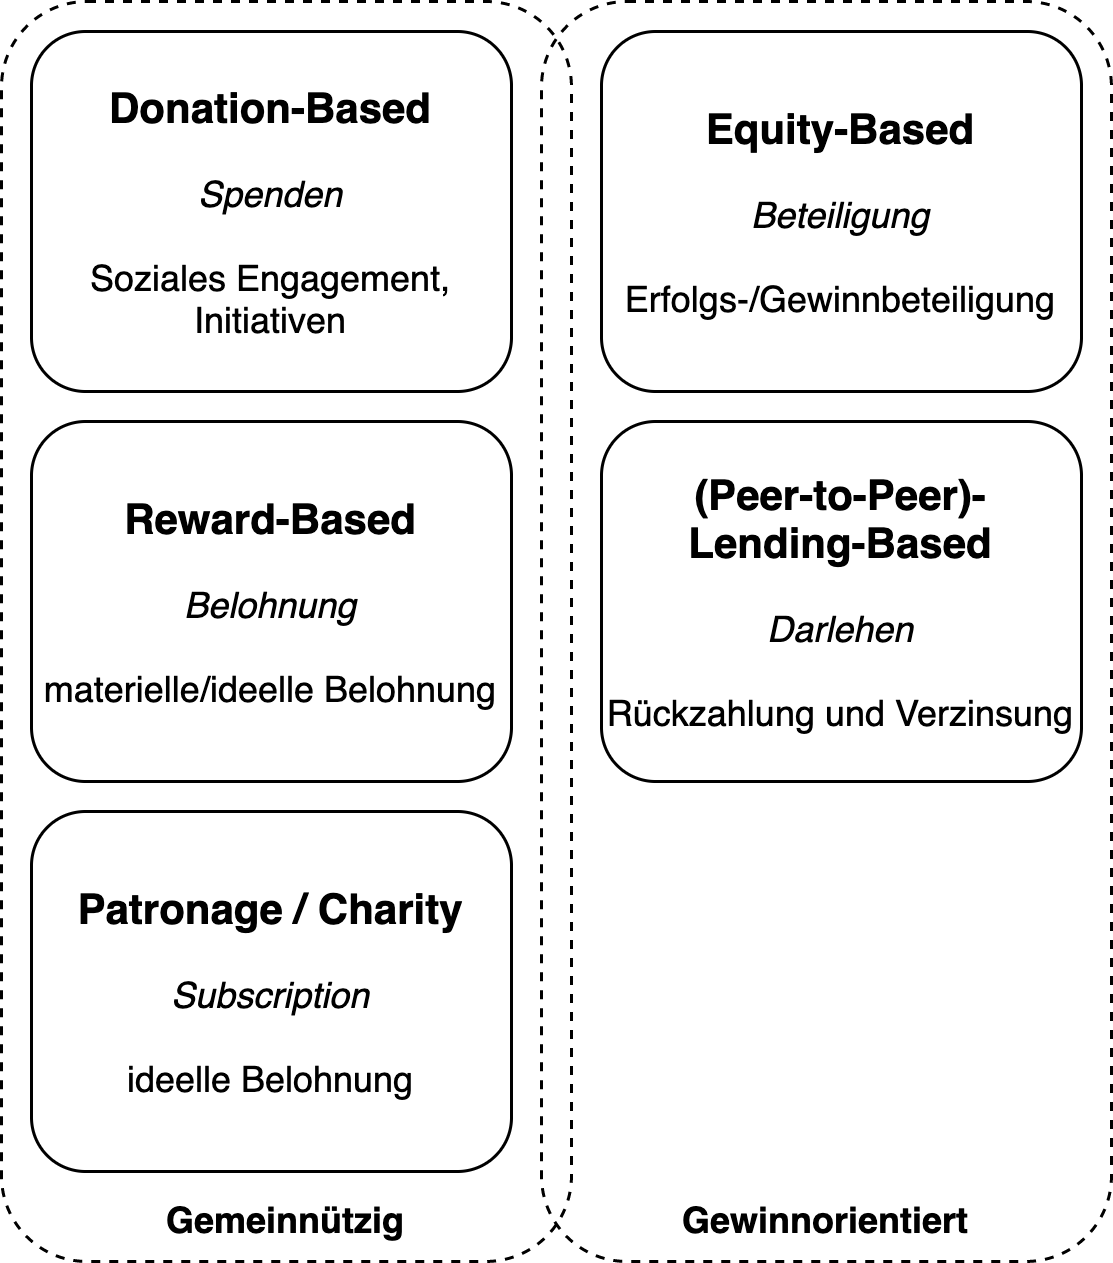 Donation-Based
Spenden
Soziales Engagement,
Initiativen
Reward-Based
Belohnung
materielle/ideelle Belohnung
Patronage / Charity
Subscription
ideelle Belohnung
Gemeinnützig
Equity-Based
Beteiligung
Erfolgs-/Gewinnbeteiligung
(Peer-to-Peer)-
Lending-Based
Darlehen
Rückzahlung und Verzinsung
Gewinnorientiert